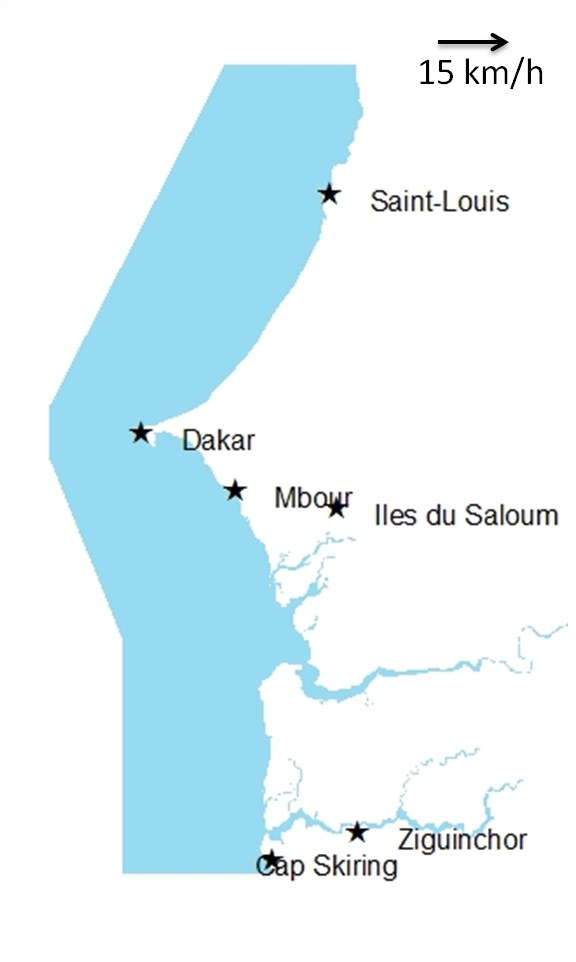 15 km/h
Saint-Louis
Dakar
Mbour
Iles du Saloum
Ziguinchor
Cap Skiring